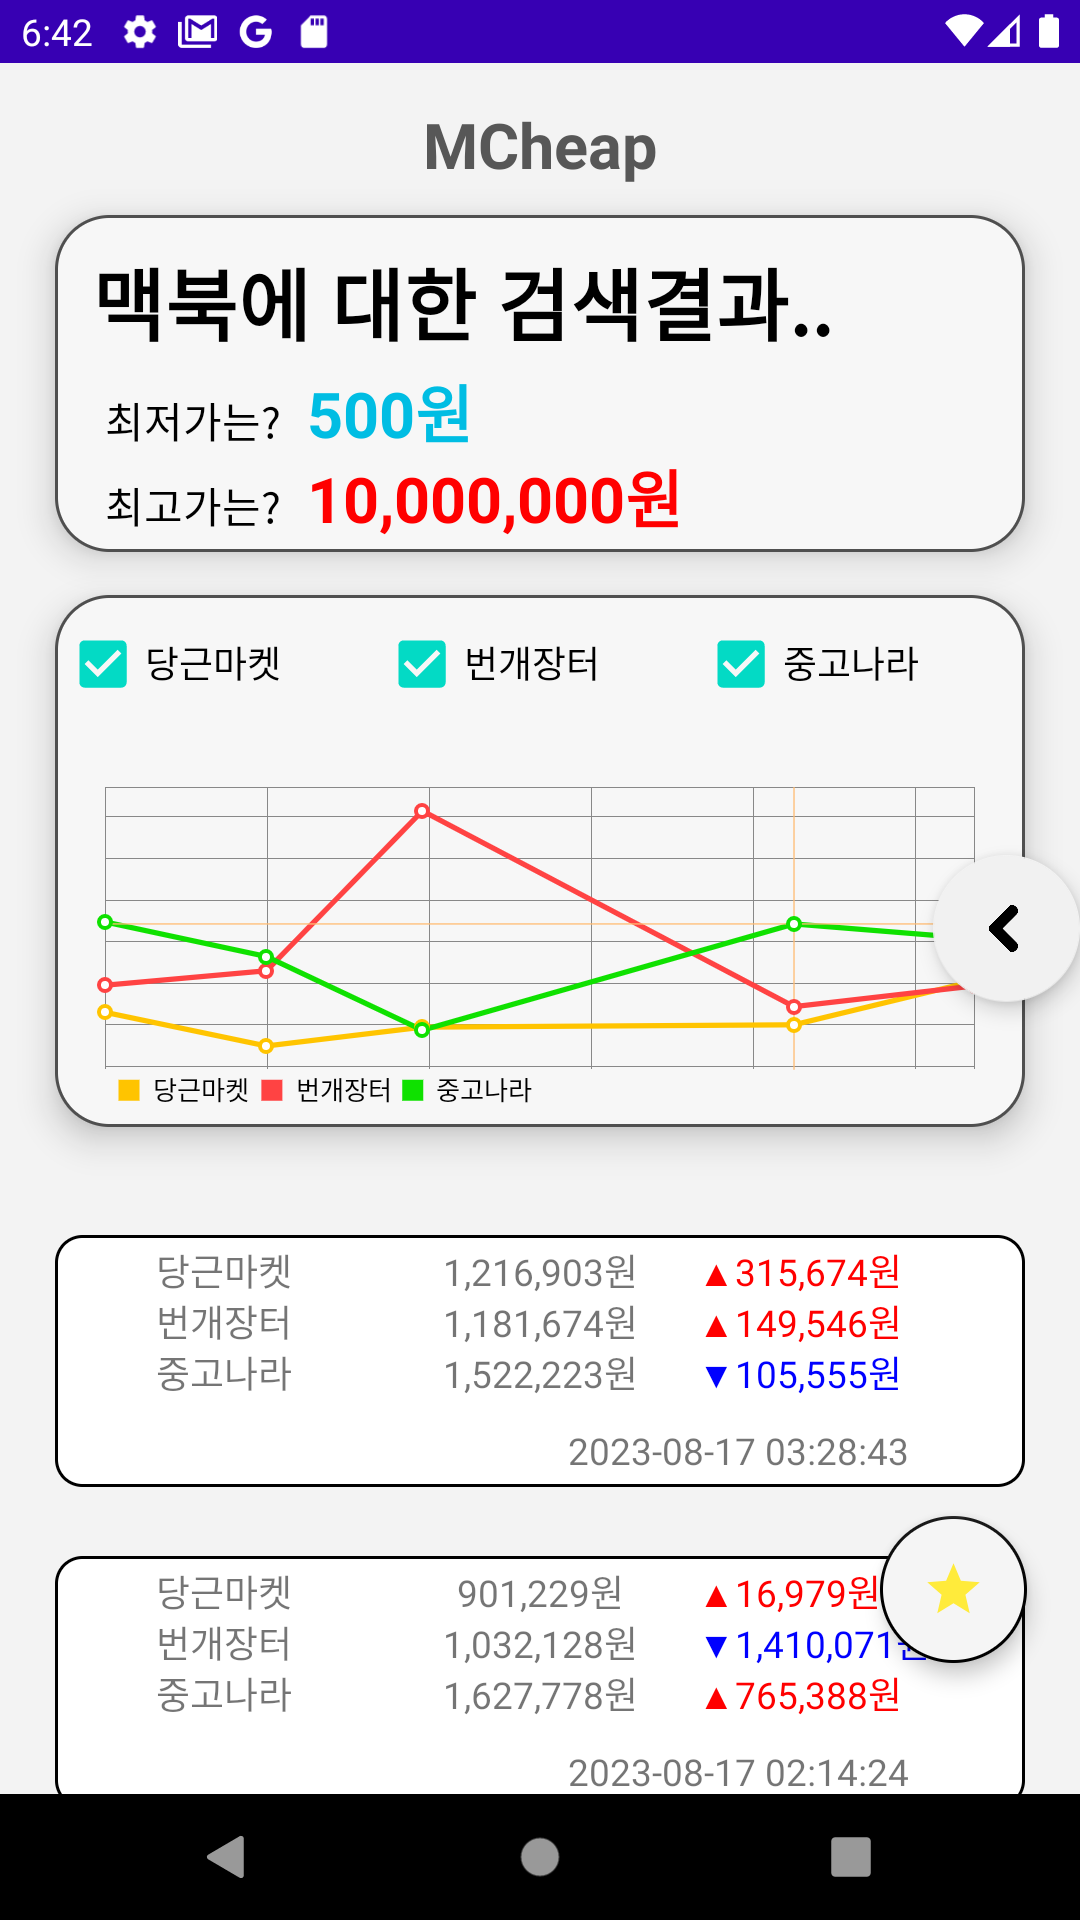 6:42
MCheap
맥북에 대한 검색결과..
최저가는? 500원
최고가는? 10,000,000원
당근마켓 번개장터 중고나라
당근마켓 번개장터 중고나라
당근마켓 1,216,903원 ▲315,674원
번개장터 1,181,674원 ▲149,546원
중고나라 1,522,223원 ▼105,555원
2023-08-17 03:28:43
당근마켓 901,229원 ▲16,979원
번개장터 1,032,128원 ▼1,410,071원
중고나라 1,627,778원 ▲765,388원
2023-08-17 02:14:24